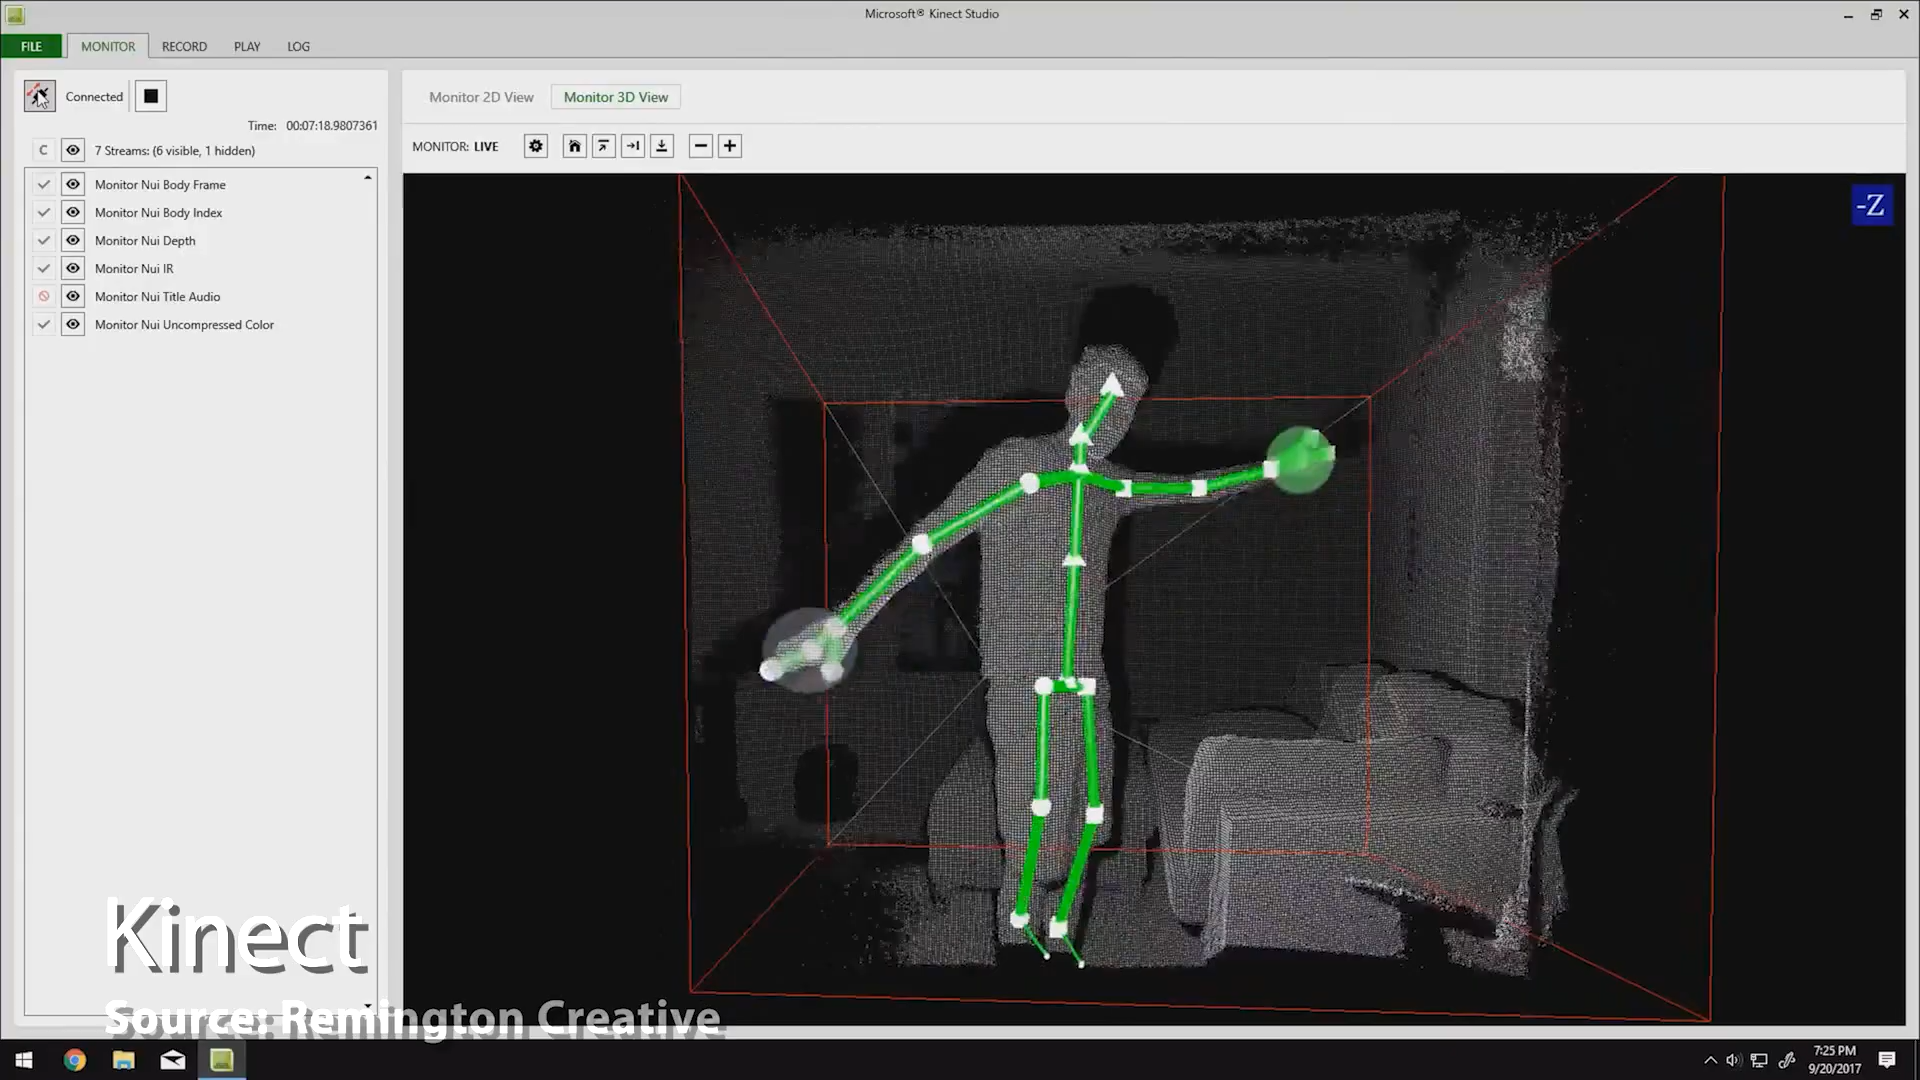 Microsoft® Kinect Studio
FILE
MONITOR
RECORD
PLAY
LOG
Connected
Time: 00:07:18.9807361
C
7 Streams: (6 visible, 1 hidden)
Monitor Nui Body Frame
Monitor Nui Body Index
Monitor Nui Depth
Monitor Nui IR
Monitor Nui Title Audio
Monitor Nui Uncompressed Color
Monitor 2D View
Monitor 3D View
MONITOR: LIVE
-Z
Kinect
Source: Remington Creative
7:25 PM
9/20/2017